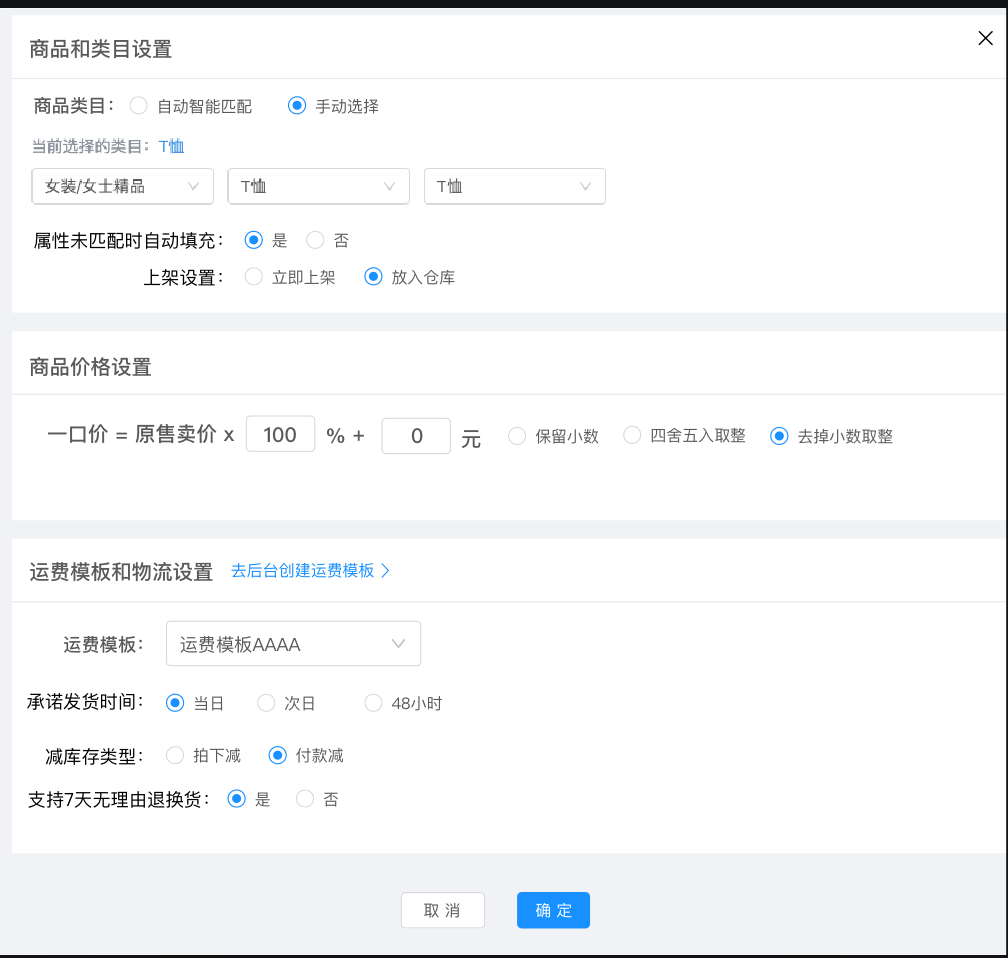 商品和类目设置
商品类目： 自动智能匹配 手动选择
当前选择的类目： T恤
女装/女士精品 T恤 T恤
属性未匹配时自动填充： 是 否
上架设置： 立即上架 放入仓库
商品价格设置
一口价 = 原售卖价 x 100 % + 0 元 保留小数 四舍五入取整 去掉小数取整
运费模板和物流设置 去后台创建运费模板
运费模板： 运费模板AAAA
承诺发货时间： 当日 次日 48小时
减库存类型： 拍下减 付款减
支持7天无理由退换货： 是 否
取消 确定